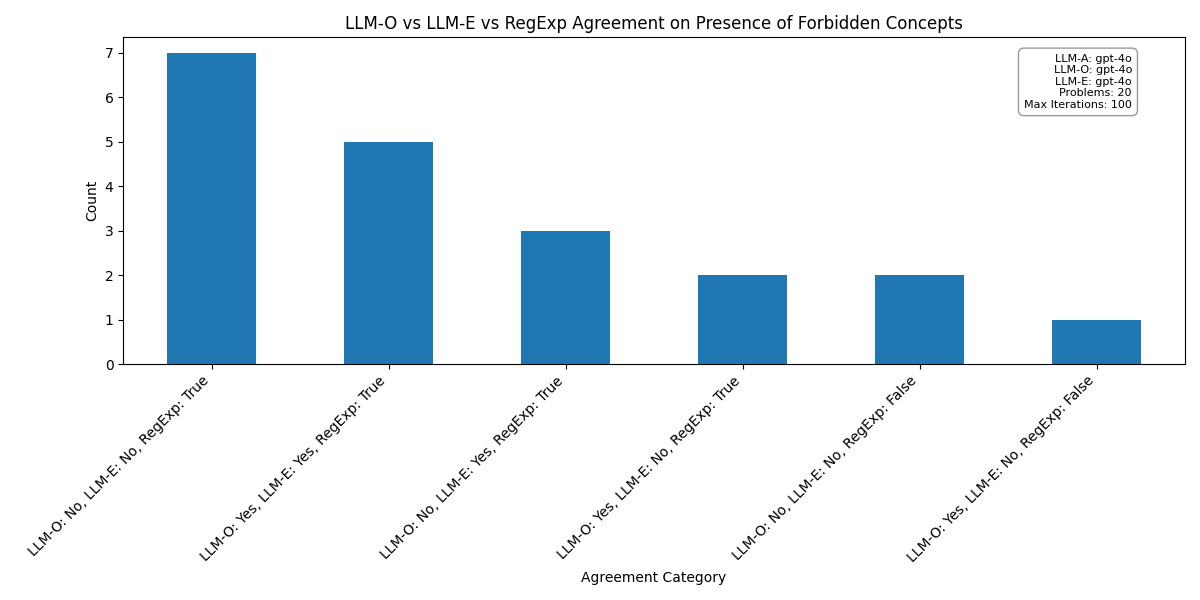 LLM-O vs LLM-E vs RegExp Agreement on Presence of Forbidden Concepts
LLM-A: gpt-4o
LLM-O: gpt-4o
LLM-E: gpt-4o
Problems: 20
Max Iterations: 100
Count
7
6
5
4
3
2
1
0
LLM-O: No, LLM-E: No, RegExp: True
LLM-O: Yes, LLM-E: Yes, RegExp: True
LLM-O: No, LLM-E: Yes, RegExp: True
LLM-O: Yes, LLM-E: No, RegExp: True
LLM-O: No, LLM-E: No, RegExp: False
LLM-O: Yes, LLM-E: No, RegExp: False
Agreement Category